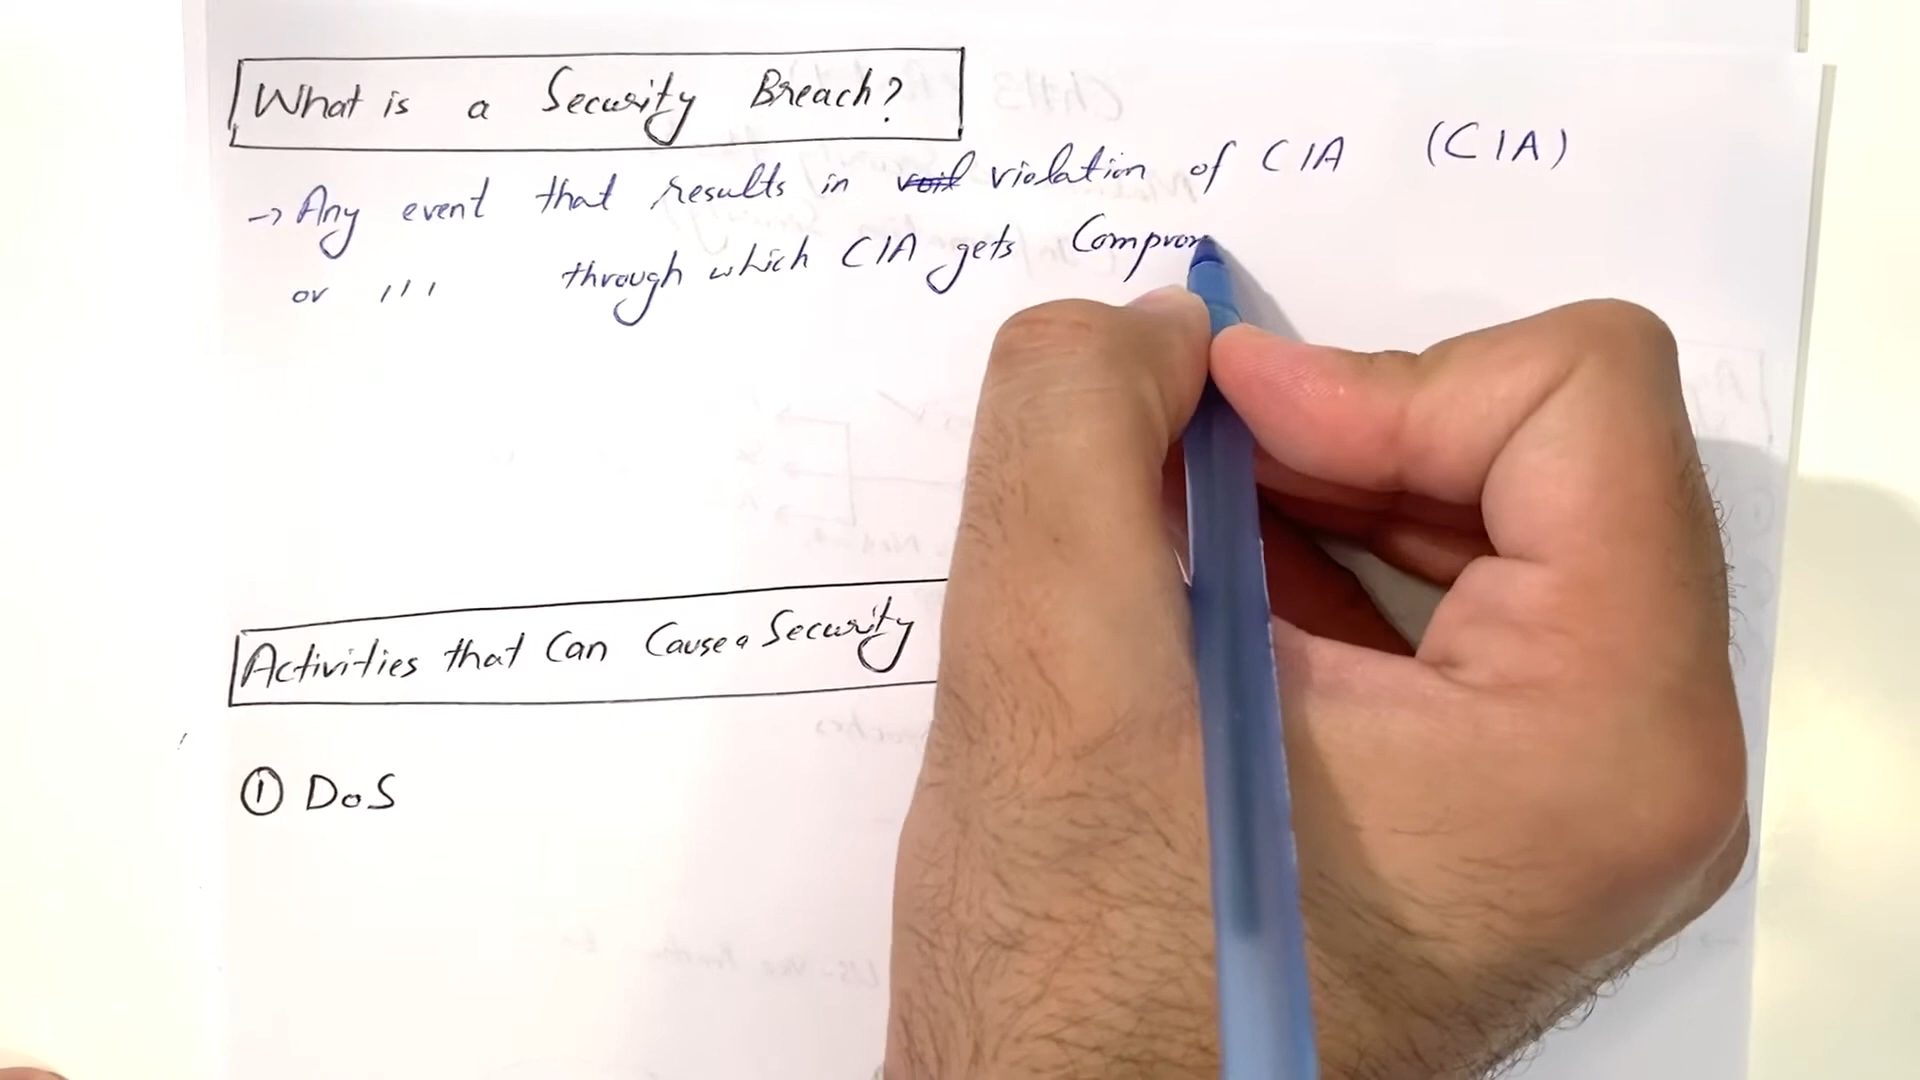 What is a Security Breach?
→ Any event that results in violation of CIA (CIA)
or /// through which CIA gets Comprom
Activities that Can Cause a Security
① DoS